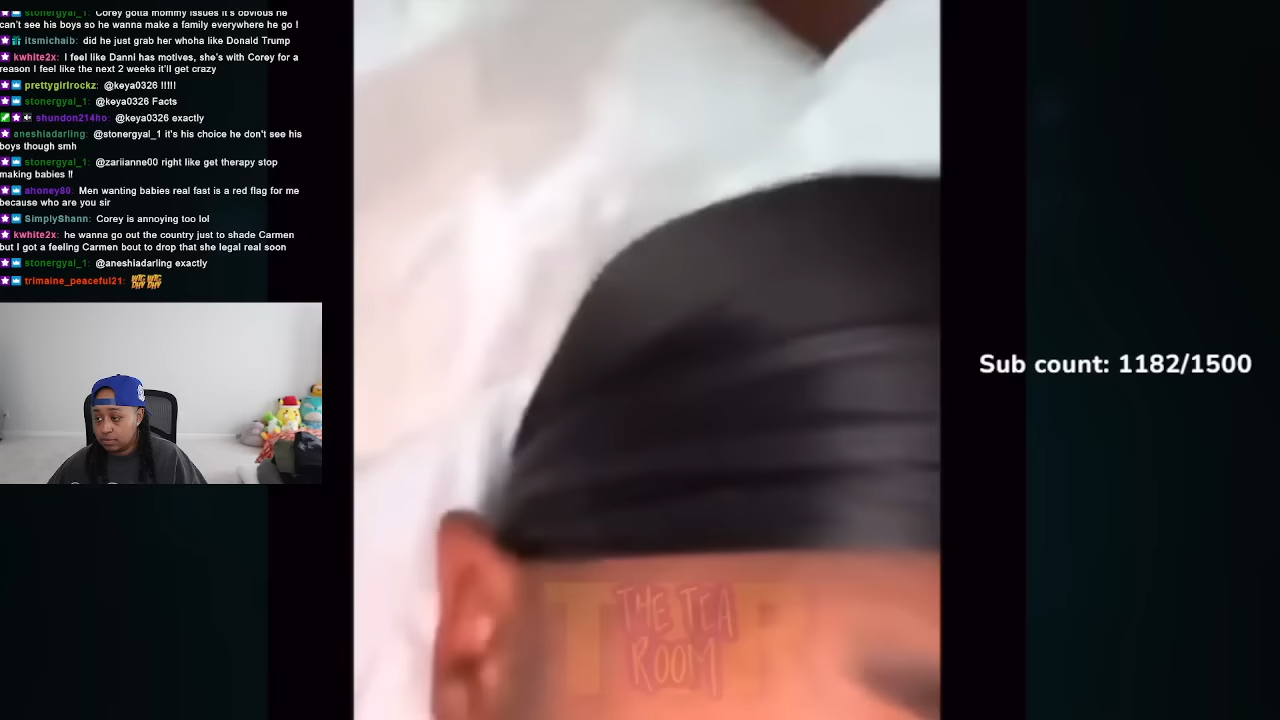 stonergyal_1: Corey gotta mommy issues it's obvious he
can't see his boys so he wanna make a family everywhere he go !
itsmichaib: did he just grab her whoha like Donald Trump
kwhite2x: I feel like Danni has motives, she's with Corey for a
reason I feel like the next 2 weeks it'll get crazy
prettygirlrockz: @keya0326 !!!!!
stonergyal_1: @keya0326 Facts
shundon214ho: @keya0326 exactly
aneshiadarling: @stonergyal_1 it's his choice he don't see his
boys though smh
stonergyal_1: @zariianne00 right like get therapy stop
making babies !!
ahoney80: Men wanting babies real fast is a red flag for me
because who are you sir
SimplyShann: Corey is annoying too lol
kwhite2x: he wanna go out the country just to shade Carmen
but I got a feeling Carmen bout to drop that she legal real soon
stonergyal_1: @aneshiadarling exactly
trimaine_peaceful21:
Sub count: 1182/1500
T R
THE TEA
ROOM